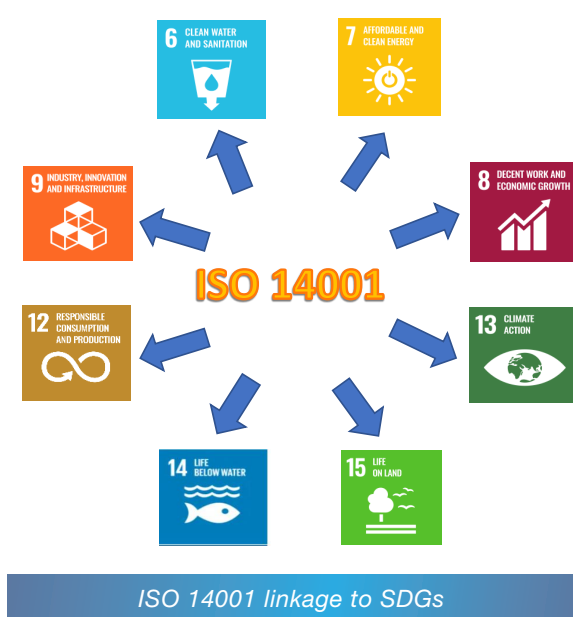 6 CLEAN WATER
AND SANITATION
7 AFFORDABLE AND
CLEAN ENERGY
9 INDUSTRY, INNOVATION
AND INFRASTRUCTURE
8 DECENT WORK AND
ECONOMIC GROWTH
ISO 14001
12 RESPONSIBLE
CONSUMPTION
AND PRODUCTION
13 CLIMATE
ACTION
14 LIFE
BELOW WATER
15 LIFE
ON LAND
ISO 14001 linkage to SDGs